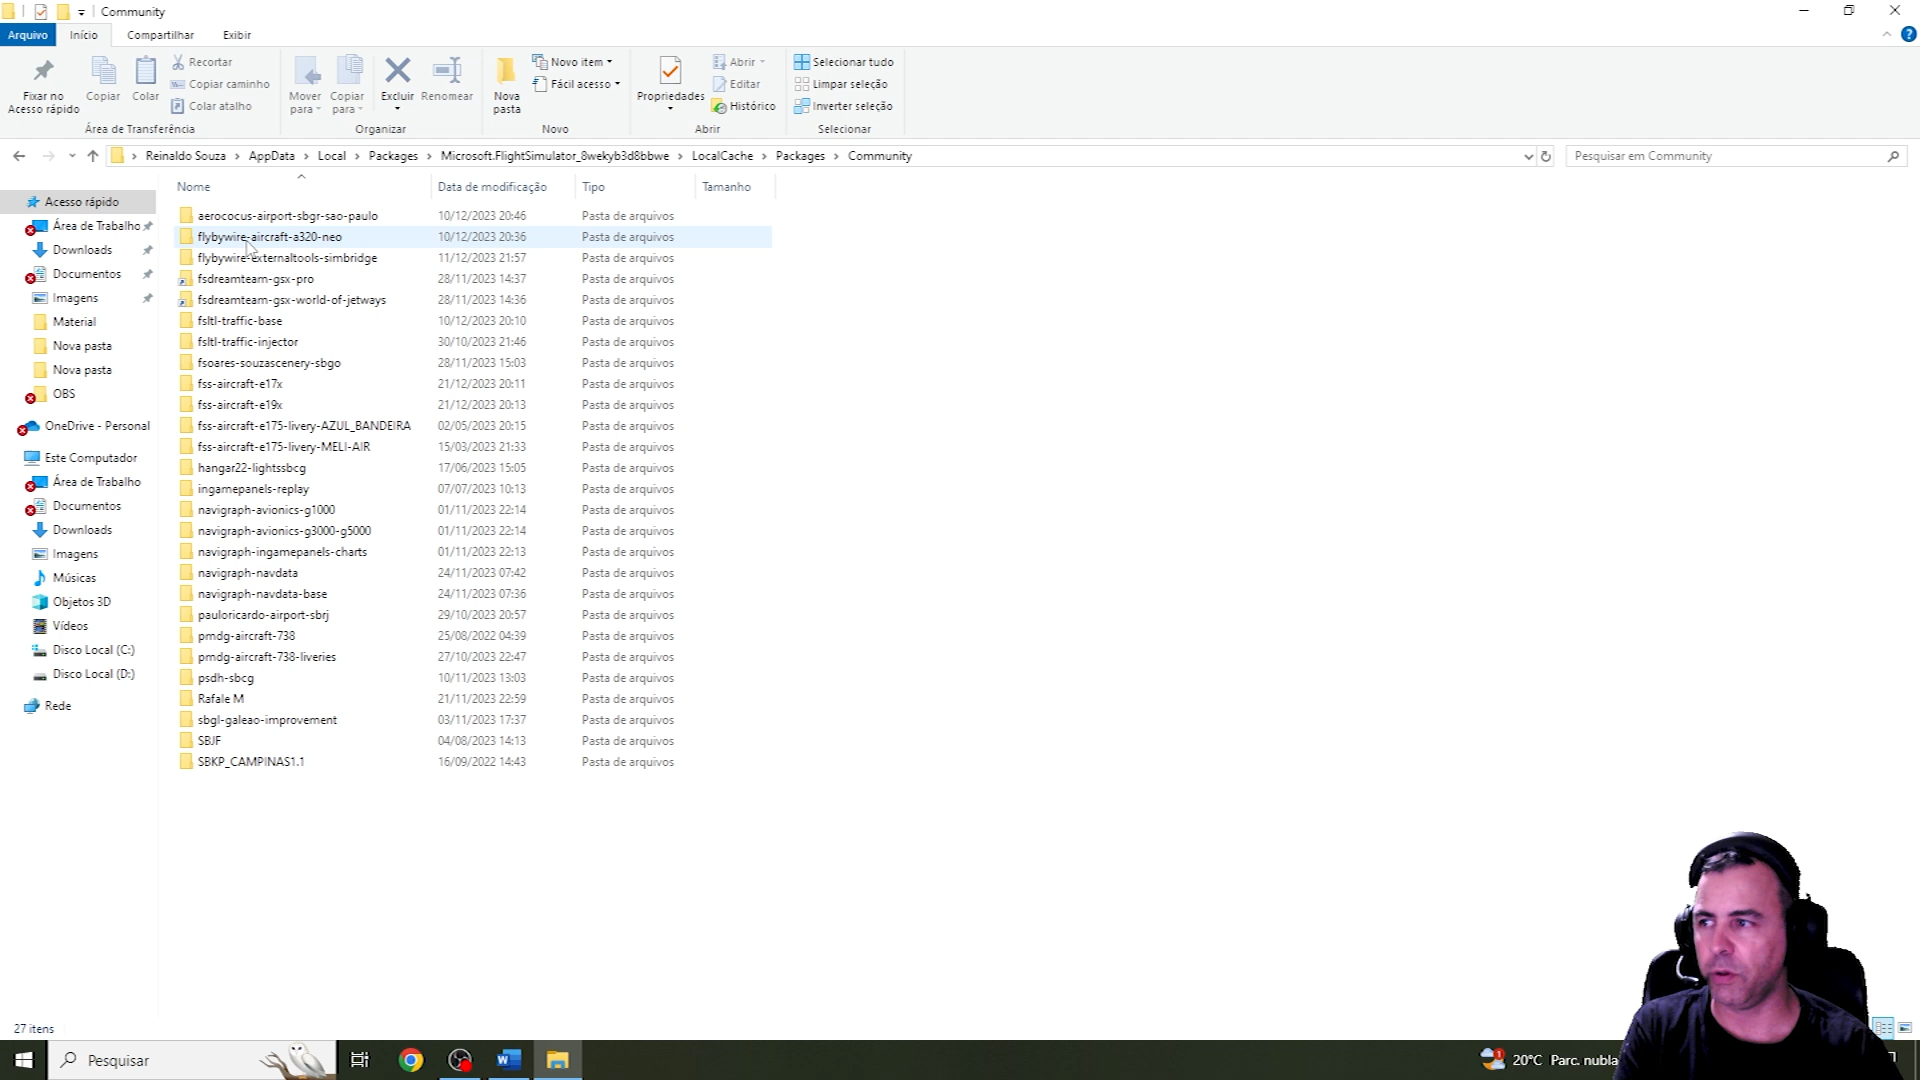 Community
Arquivo Início Compartilhar Exibir
Fixar no Acesso rápido
Copiar
Colar
Recortar
Copiar caminho
Colar atalho
Área de Transferência
Mover para
Copiar para
Excluir
Renomear
Organizar
Nova pasta
Novo item
Fácil acesso
Novo
Propriedades
Abrir
Editar
Histórico
Abrir
Selecionar tudo
Limpar seleção
Inverter seleção
Selecionar
Reinaldo Souza > AppData > Local > Packages > Microsoft.FlightSimulator_8wekyb3d8bbwe > LocalCache > Packages > Community
Pesquisar em Community
Acesso rápido
Área de Trabalho
Downloads
Documentos
Imagens
Material
Nova pasta
Nova pasta
OBS
OneDrive - Personal
Este Computador
Área de Trabalho
Documentos
Downloads
Imagens
Músicas
Objetos 3D
Vídeos
Disco Local (C:)
Disco Local (D:)
Rede
Nome Data de modificação Tipo Tamanho
aerococus-airport-sbgr-sao-paulo 10/12/2023 20:46 Pasta de arquivos
flybywire-aircraft-a320-neo 10/12/2023 20:36 Pasta de arquivos
flybywire-externaltools-simbridge 11/12/2023 21:57 Pasta de arquivos
fsdreamteam-gsx-pro 28/11/2023 14:37 Pasta de arquivos
fsdreamteam-gsx-world-of-jetways 28/11/2023 14:36 Pasta de arquivos
fsltl-traffic-base 10/12/2023 20:10 Pasta de arquivos
fsltl-traffic-injector 30/10/2023 21:46 Pasta de arquivos
fsoares-souzascenery-sbgo 28/11/2023 15:03 Pasta de arquivos
fss-aircraft-e17x 21/12/2023 20:11 Pasta de arquivos
fss-aircraft-e19x 21/12/2023 20:13 Pasta de arquivos
fss-aircraft-e175-livery-AZUL_BANDEIRA 02/05/2023 20:15 Pasta de arquivos
fss-aircraft-e175-livery-MELI-AIR 15/03/2023 21:33 Pasta de arquivos
hangar22-lightssbcg 17/06/2023 15:05 Pasta de arquivos
ingamepanels-replay 07/07/2023 10:13 Pasta de arquivos
navigraph-avionics-g1000 01/11/2023 22:14 Pasta de arquivos
navigraph-avionics-g3000-g5000 01/11/2023 22:14 Pasta de arquivos
navigraph-ingamepanels-charts 01/11/2023 22:13 Pasta de arquivos
navigraph-navdata 24/11/2023 07:42 Pasta de arquivos
navigraph-navdata-base 24/11/2023 07:36 Pasta de arquivos
pauloricardo-airport-sbrj 29/10/2023 20:57 Pasta de arquivos
pmdg-aircraft-738 25/08/2022 04:39 Pasta de arquivos
pmdg-aircraft-738-liveries 27/10/2023 22:47 Pasta de arquivos
psdh-sbcg 10/11/2023 13:03 Pasta de arquivos
Rafale M 21/11/2023 22:59 Pasta de arquivos
sbgl-galeao-improvement 03/11/2023 17:37 Pasta de arquivos
SBJF 04/08/2023 14:13 Pasta de arquivos
SBKP_CAMPINAS1.1 16/09/2022 14:43 Pasta de arquivos
27 itens
Pesquisar
20°C Parc. nubla